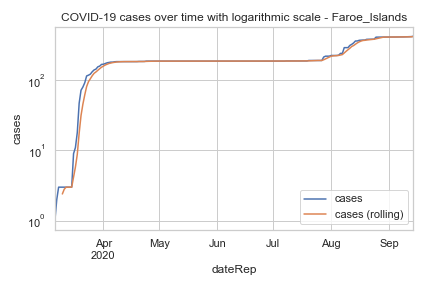 COVID-19 cases over time with logarithmic scale - Faroe_Islands
cases
10²
10¹
10⁰
cases
cases (rolling)
Apr
2020
May
Jun
Jul
Aug
Sep
dateRep